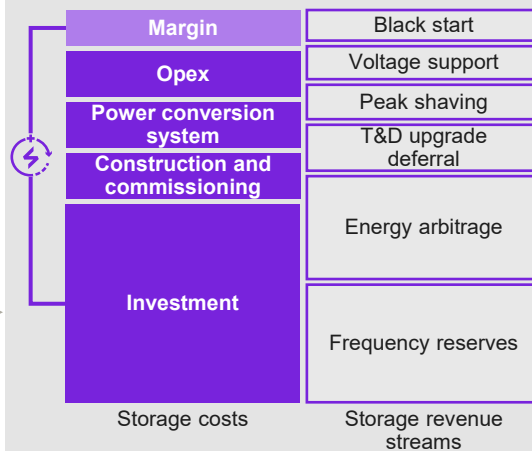 Margin
Opex
Power conversion
system
Construction and
commissioning
Investment
Storage costs
Black start
Voltage support
Peak shaving
T&D upgrade
deferral
Energy arbitrage
Frequency reserves
Storage revenue
streams